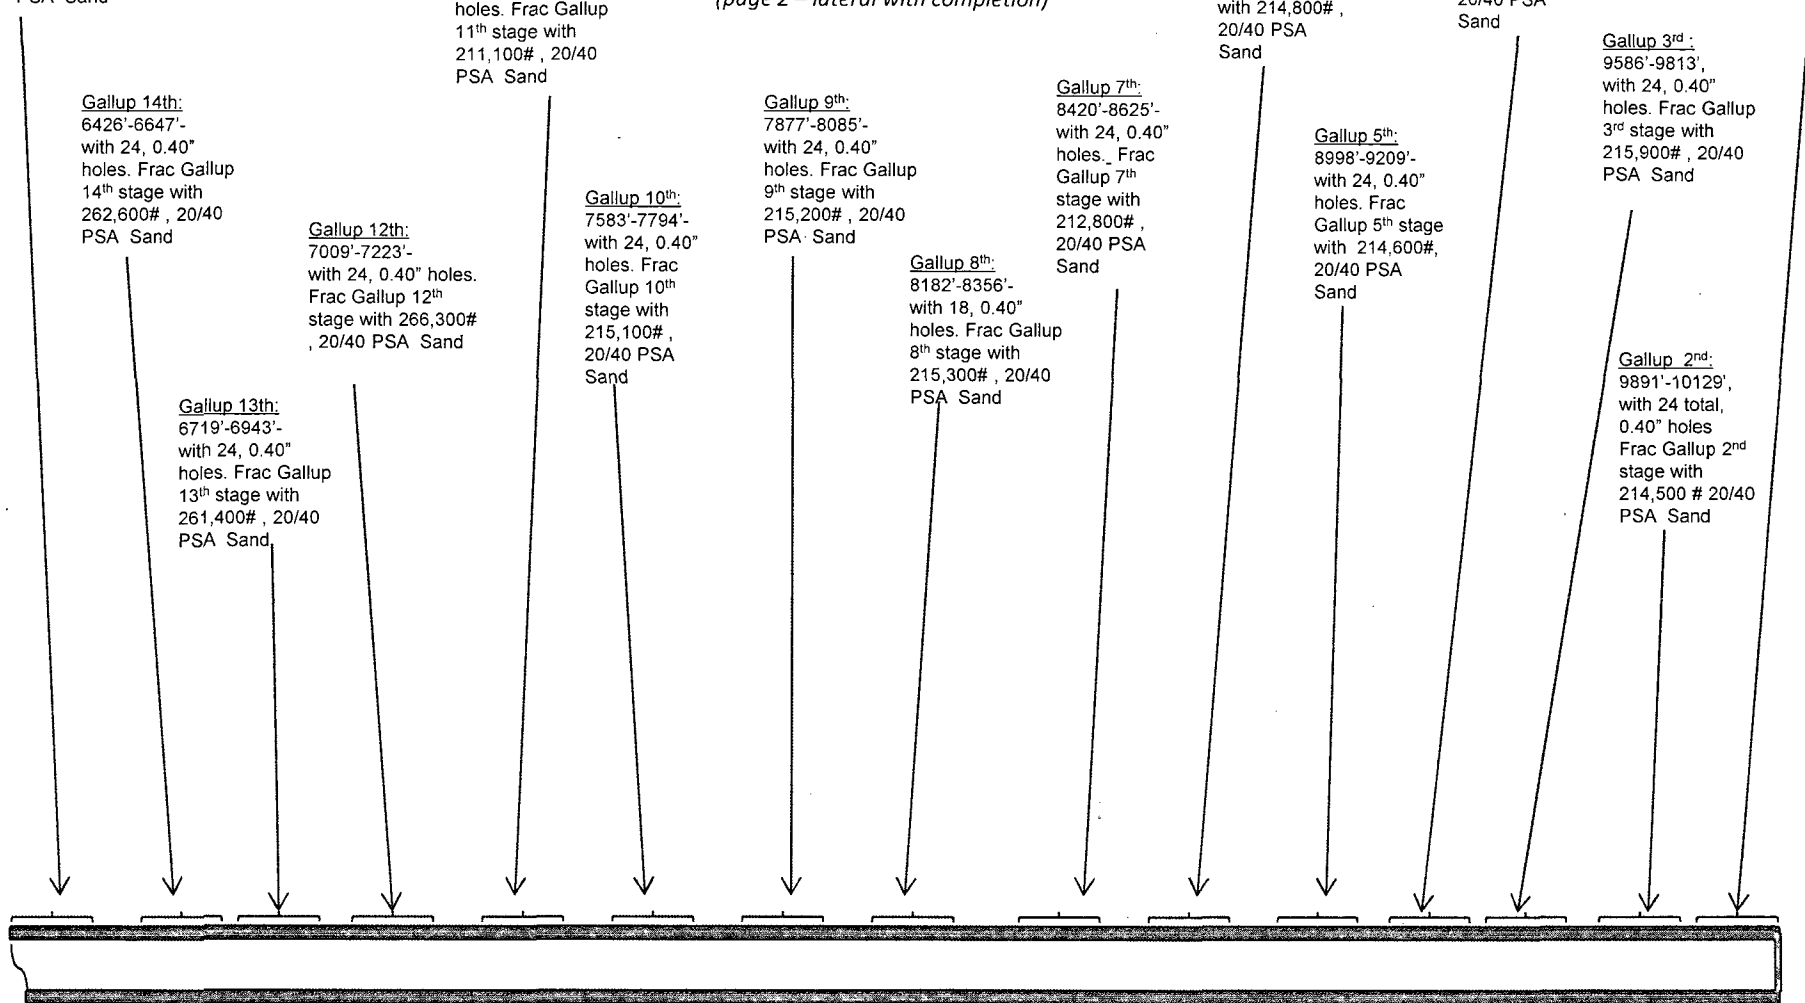 PSA Sand
holes. Frac Gallup
11th stage with
211,100# , 20/40
PSA Sand
(page 2 – lateral with completion)
with 214,800# ,
20/40 PSA
Sand
20/40 PSA
Sand
Gallup 14th:
6426'-6647'-
with 24, 0.40"
holes. Frac Gallup
14th stage with
262,600# , 20/40
PSA Sand
Gallup 13th:
6719'-6943'-
with 24, 0.40"
holes. Frac Gallup
13th stage with
261,400# , 20/40
PSA Sand
Gallup 12th:
7009'-7223'-
with 24, 0.40" holes.
Frac Gallup 12th
stage with 266,300#
, 20/40 PSA Sand
Gallup 10th:
7583'-7794'-
with 24, 0.40"
holes. Frac
Gallup 10th
stage with
215,100# ,
20/40 PSA
Sand
Gallup 9th:
7877'-8085'-
with 24, 0.40"
holes. Frac Gallup
9th stage with
215,200# , 20/40
PSA Sand
Gallup 8th:
8182'-8356'-
with 18, 0.40"
holes. Frac Gallup
8th stage with
215,300# , 20/40
PSA Sand
Gallup 7th:
8420'-8625'-
with 24, 0.40"
holes. Frac
Gallup 7th
stage with
212,800# ,
20/40 PSA
Sand
Gallup 5th:
8998'-9209'-
with 24, 0.40"
holes. Frac
Gallup 5th stage
with 214,600#,
20/40 PSA
Sand
Gallup 3rd :
9586'-9813',
with 24, 0.40"
holes. Frac Gallup
3rd stage with
215,900# , 20/40
PSA Sand
Gallup 2nd:
9891'-10129',
with 24 total,
0.40" holes
Frac Gallup 2nd
stage with
214,500 # 20/40
PSA Sand